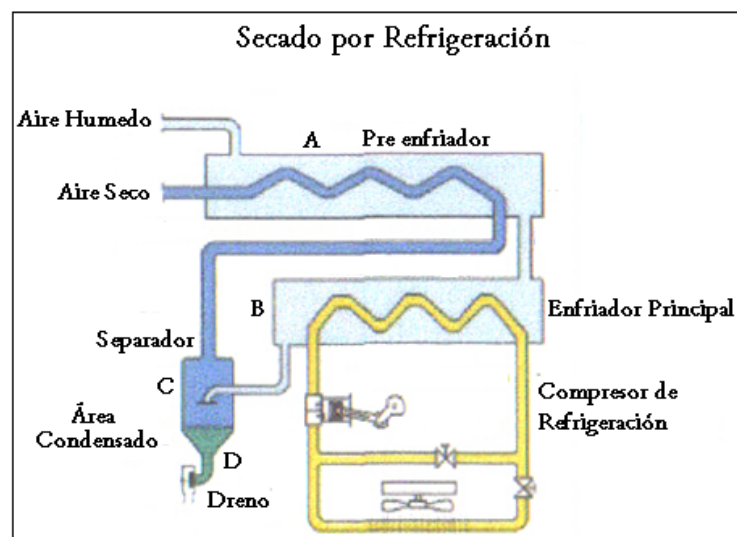 Secado por Refrigeración
Aire Humedo
A
Pre enfriador
Aire Seco
B
Enfriador Principal
Separador
C
Compresor de
Refrigeración
Área
Condensado
D
Dreno